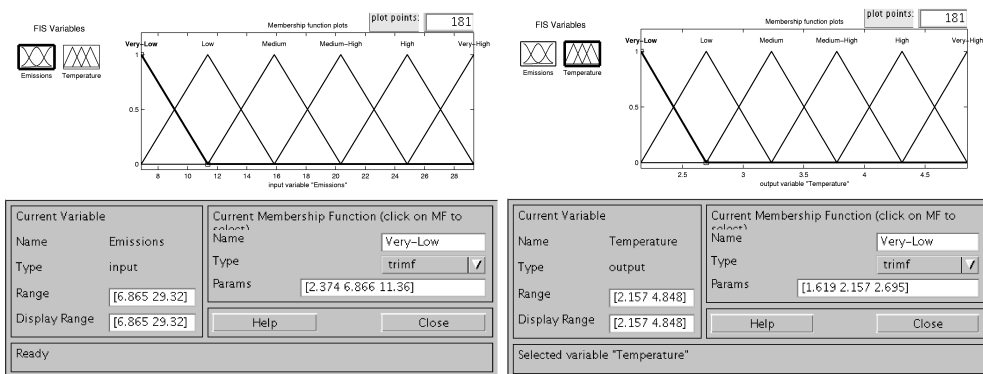 FIS Variables
Emissions
Temperature
Membership function plots
plot points:
181
Very-Low
Low
Medium
Medium-High
High
Very-High
1
0.5
0
8 10 12 14 16 18 20 22 24 26 28
input variable "Emissions"
Current Variable
Name Emissions
Type input
Range [6.865 29.32]
Display Range [6.865 29.32]
Current Membership Function (click on MF to
select)
Name Very-Low
Type trimf
Params [2.374 6.866 11.36]
Help Close
Ready
FIS Variables
Emissions
Temperature
Membership function plots
plot points:
181
Very-Low
Low
Medium
Medium-High
High
Very-High
1
0.5
0
2.5 3 3.5 4 4.5
output variable "Temperature"
Current Variable
Name Temperature
Type output
Range [2.157 4.848]
Display Range [2.157 4.848]
Current Membership Function (click on MF to
select)
Name Very-Low
Type trimf
Params [1.619 2.157 2.695]
Help Close
Selected variable "Temperature"